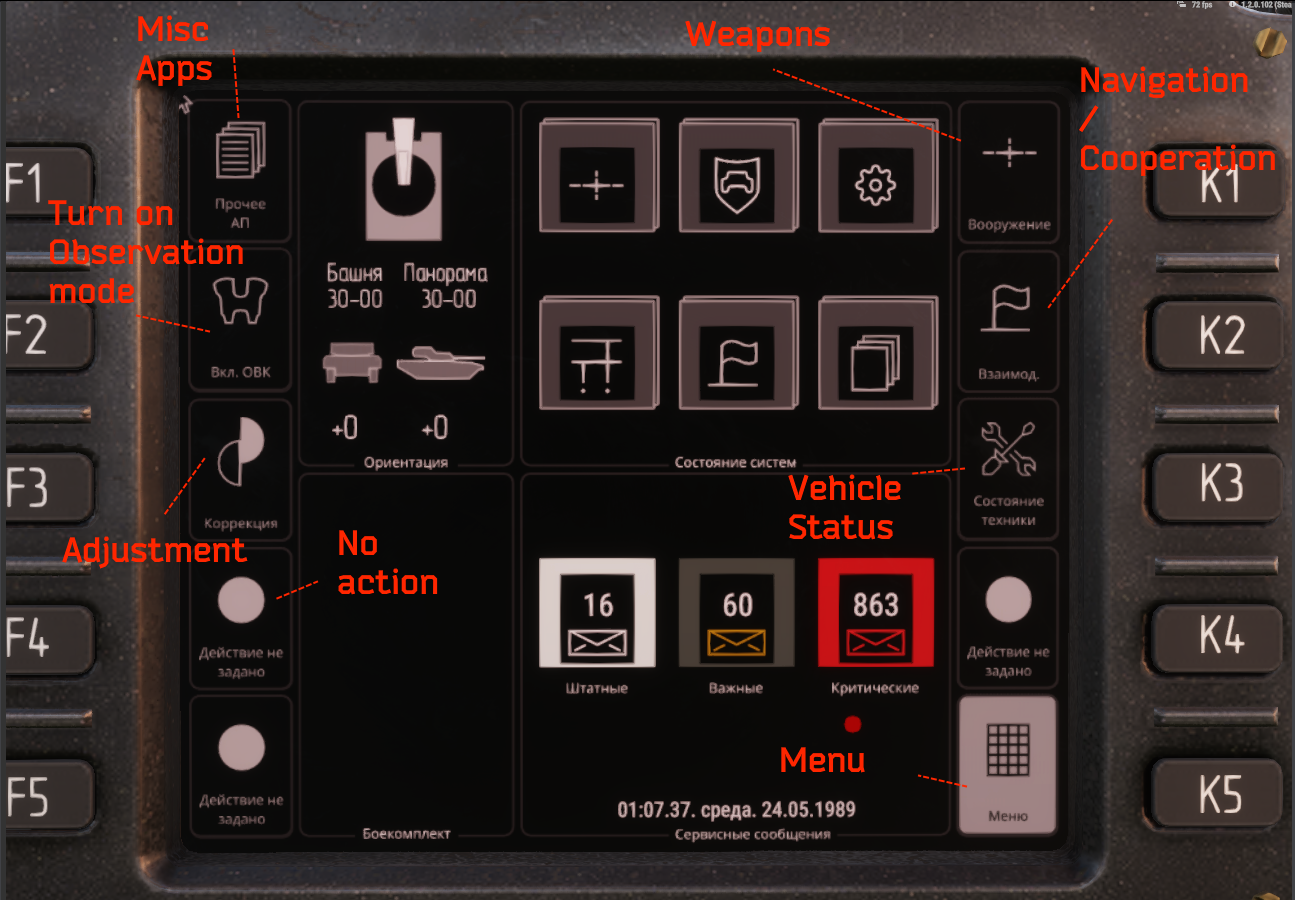 72 fps
1.2.0.102 (Stea
Misc
Apps
Weapons
Navigation
/
Cooperation
F1
K1
Прочее
АП
Башня
30-00
Панорама
30-00
Вооружение
Turn on
Observation
mode
F2
K2
Вкл. ОВК
Взаимод.
+0
+0
Ориентация
Состояние систем
F3
K3
Vehicle
Status
Состояние
техники
Коррекция
Adjustment
No
action
16
60
863
F4
K4
Действие не
задано
Штатные
Важные
Критические
Действие не
задано
Menu
F5
K5
Действие не
задано
01:07.37. среда. 24.05.1989
Меню
Боекомплект
Сервисные сообщения